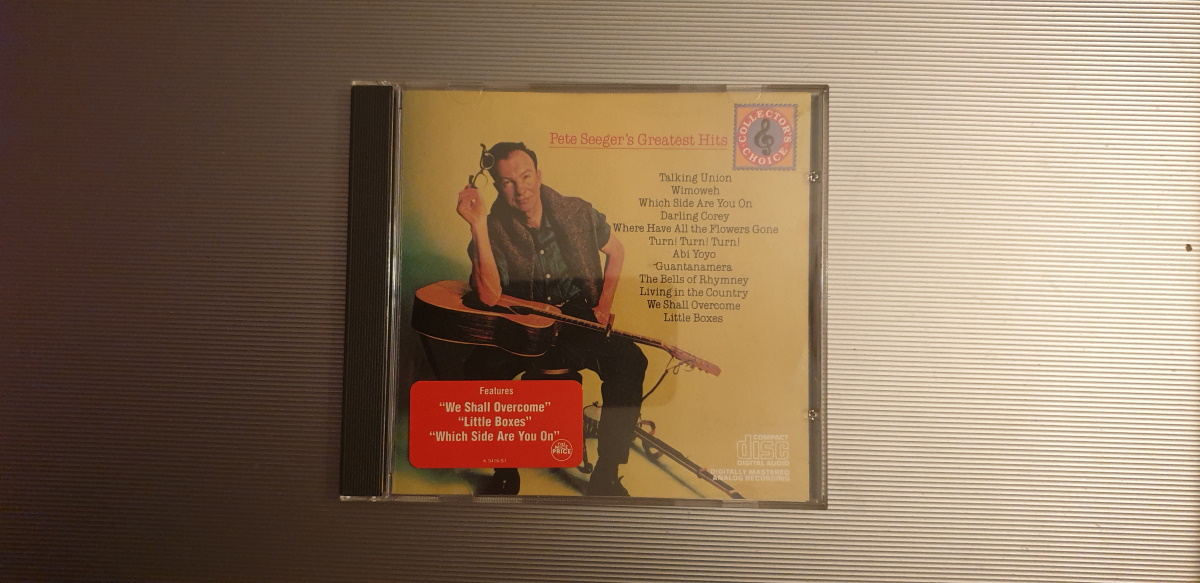 Pete Seeger's Greatest Hits
COLLECTOR'S
CHOICE
Talking Union
Wimoweh
Which Side Are You On
Darling Corey
Where Have All the Flowers Gone
Turn! Turn! Turn!
Abi Yoyo
Guantanamera
The Bells of Rhymney
Living in the Country
We Shall Overcome
Little Boxes
Features
"We Shall Overcome"
"Little Boxes"
"Which Side Are You On"
PRICE
COMPACT
disc
DIGITAL AUDIO
DIGITALLY MASTERED
ANALOG RECORDING